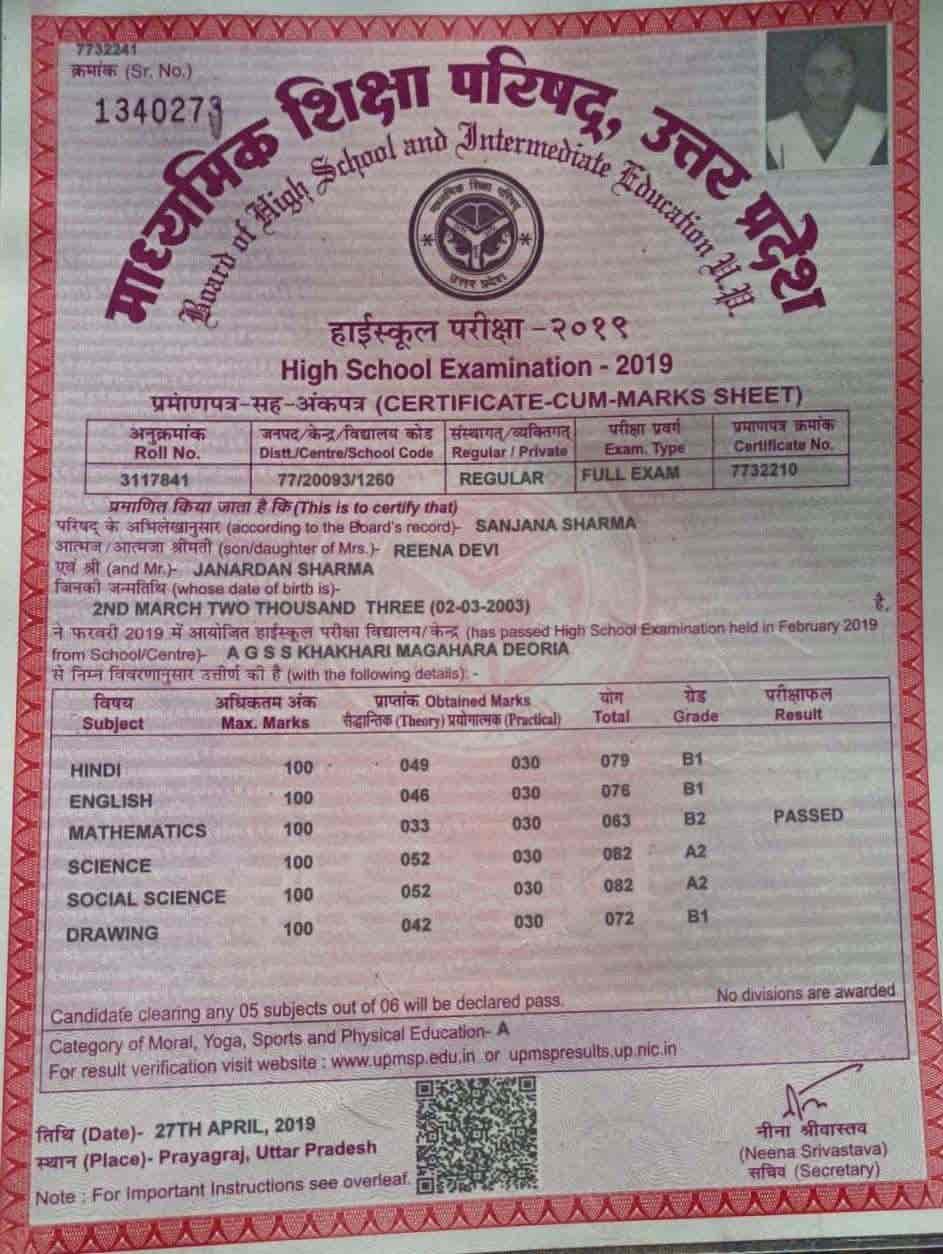 7732241
क्रमांक (Sr. No.)
1340273
माध्यमिक शिक्षा परिषद्, उत्तर प्रदेश
Board of High School and Intermediate Education U.P.
माध्यमिक शिक्षा परिषद्
उत्तर प्रदेश
हाईस्कूल परीक्षा -२०१९
High School Examination - 2019
प्रमाणपत्र-सह-अंकपत्र (CERTIFICATE-CUM-MARKS SHEET)
अनुक्रमांक जनपद/केन्द्र/विद्यालय कोड संस्थागत्/व्यक्तिगत् परीक्षा प्रवर्ग प्रमाणपत्र क्रमांक
Roll No. Distt./Centre/School Code Regular / Private Exam. Type Certificate No.
3117841 77/20093/1260 REGULAR FULL EXAM 7732210
प्रमाणित किया जाता है कि (This is to certify that)
परिषद् के अभिलेखानुसार (according to the Board's record)- SANJANA SHARMA
आत्मज/आत्मजा श्रीमती (son/daughter of Mrs.)- REENA DEVI
एवं श्री (and Mr.)- JANARDAN SHARMA
जिनकी जन्मतिथि (whose date of birth is)-
2ND MARCH TWO THOUSAND THREE (02-03-2003) है,
ने फरवरी 2019 में आयोजित हाईस्कूल परीक्षा विद्यालय/केन्द्र (has passed High School Examination held in February 2019
from School/Centre)- A G S S KHAKHARI MAGAHARA DEORIA
से निम्न विवरणानुसार उत्तीर्ण की है (with the following details): -
विषय अधिकतम अंक प्राप्तांक Obtained Marks योग ग्रेड परीक्षाफल
Subject Max. Marks सैद्धान्तिक (Theory) प्रयोगात्मक (Practical) Total Grade Result
HINDI 100 049 030 079 B1
ENGLISH 100 046 030 076 B1
MATHEMATICS 100 033 030 063 B2 PASSED
SCIENCE 100 052 030 082 A2
SOCIAL SCIENCE 100 052 030 082 A2
DRAWING 100 042 030 072 B1
Candidate clearing any 05 subjects out of 06 will be declared pass. No divisions are awarded
Category of Moral, Yoga, Sports and Physical Education- A
For result verification visit website : www.upmsp.edu.in or upmspresults.up.nic.in
तिथि (Date)- 27TH APRIL, 2019
स्थान (Place)- Prayagraj, Uttar Pradesh
Note : For Important Instructions see overleaf.
नीना श्रीवास्तव
(Neena Srivastava)
सचिव (Secretary)